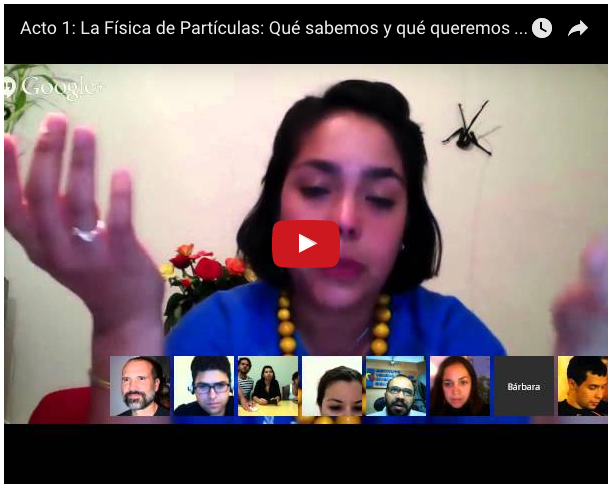 Acto 1: La Física de Partículas: Qué sabemos y qué queremos ...
Google+
Bárbara